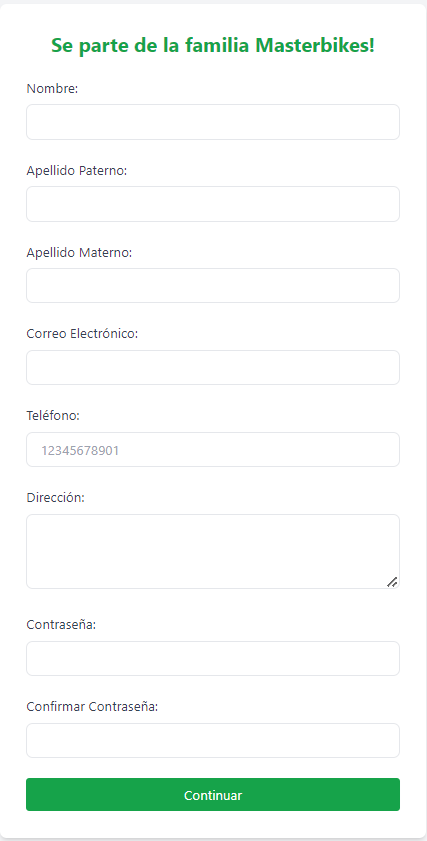 Se parte de la familia Masterbikes!
Nombre:
Apellido Paterno:
Apellido Materno:
Correo Electrónico:
Teléfono:
12345678901
Dirección:
Contraseña:
Confirmar Contraseña:
Continuar